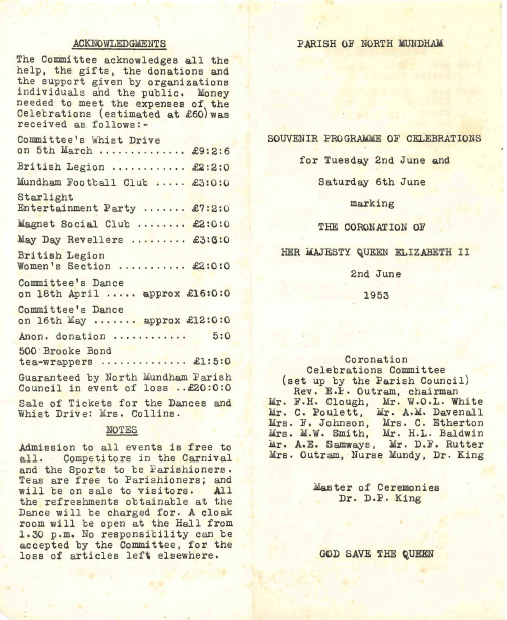 ACKNOWLEDGMENTS
The Committee acknowledges all the
help, the gifts, the donations and
the support given by organizations
individuals and the public. Money
needed to meet the expenses of the
Celebrations (estimated at £60) was
received as follows:-
Committee's Whist Drive
on 5th March .............. £9:2:6
British Legion ............ £2:2:0
Mundham Football Club ..... £3:0:0
Starlight
Entertainment Party ....... £7:2:0
Magnet Social Club ........ £2:0:0
May Day Revellers ......... £3:6:0
British Legion
Women's Section ........... £2:0:0
Committee's Dance
on 18th April ..... approx £16:0:0
Committee's Dance
on 16th May ....... approx £12:0:0
Anon. donation ............ 5:0
500 Brooke Bond
tea-wrappers .............. £1:5:0
Guaranteed by North Mundham Parish
Council in event of loss ..£20:0:0
Sale of Tickets for the Dances and
Whist Drive: Mrs. Collins.
NOTES
Admission to all events is free to
all. Competitors in the Carnival
and the Sports to be Parishioners.
Teas are free to Parishioners; and
will be on sale to visitors. All
the refreshments obtainable at the
Dance will be charged for. A cloak
room will be open at the Hall from
1.30 p.m. No responsibility can be
accepted by the Committee, for the
loss of articles left elsewhere.
PARISH OF NORTH MUNDHAM
SOUVENIR PROGRAMME OF CELEBRATIONS
for Tuesday 2nd June and
Saturday 6th June
marking
THE CORONATION OF
HER MAJESTY QUEEN ELIZABETH II
2nd June
1953
Coronation
Celebrations Committee
(set up by the Parish Council)
Rev. E.P. Outram, chairman
Mr. F.H. Clough, Mr. W.O.L. White
Mr. C. Poulett, Mr. A.M. Davenall
Mrs. F. Johnson, Mrs. C. Etherton
Mrs. M.W. Smith, Mr. H.L. Baldwin
Mr. A.E. Samways, Mr. D.F. Rutter
Mrs. Outram, Nurse Mundy, Dr. King
Master of Ceremonies
Dr. D.P. King
GOD SAVE THE QUEEN